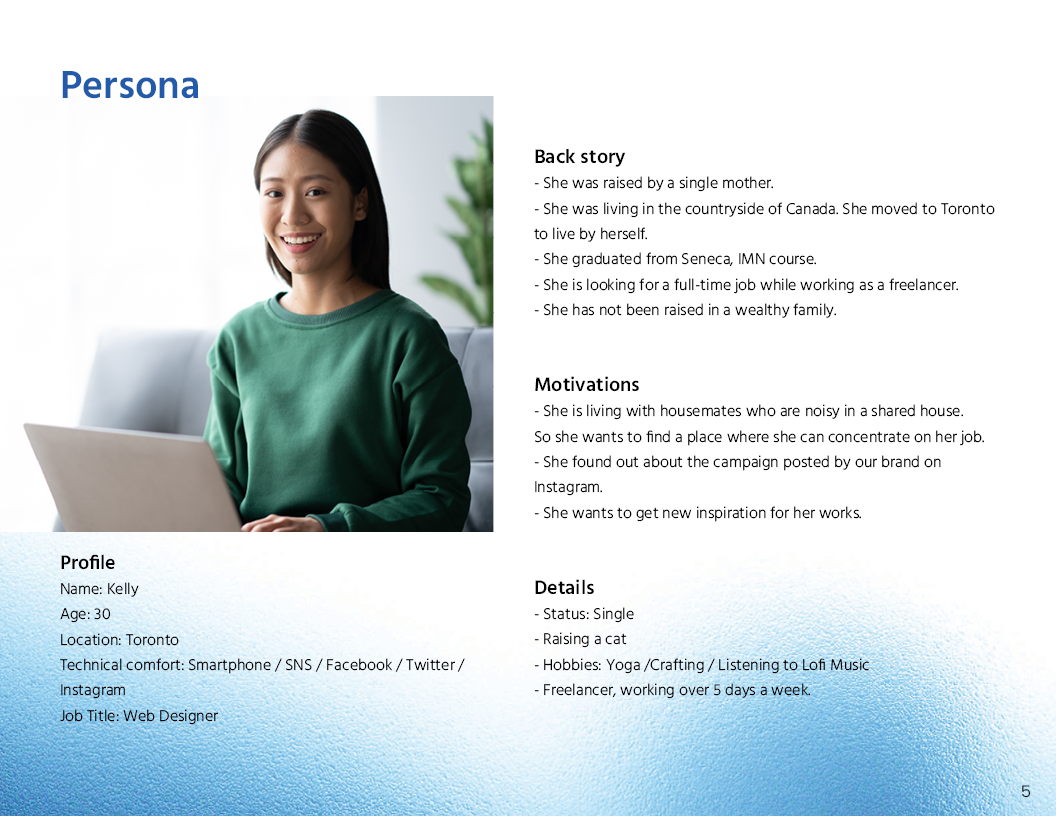 Persona
Back story
- She was raised by a single mother.
- She was living in the countryside of Canada. She moved to Toronto
to live by herself.
- She graduated from Seneca, IMN course.
- She is looking for a full-time job while working as a freelancer.
- She has not been raised in a wealthy family.
Motivations
- She is living with housemates who are noisy in a shared house.
So she wants to find a place where she can concentrate on her job.
- She found out about the campaign posted by our brand on
Instagram.
- She wants to get new inspiration for her works.
Profile
Name: Kelly
Age: 30
Location: Toronto
Technical comfort: Smartphone / SNS / Facebook / Twitter /
Instagram
Job Title: Web Designer
Details
- Status: Single
- Raising a cat
- Hobbies: Yoga /Crafting / Listening to Lofi Music
- Freelancer, working over 5 days a week.
5